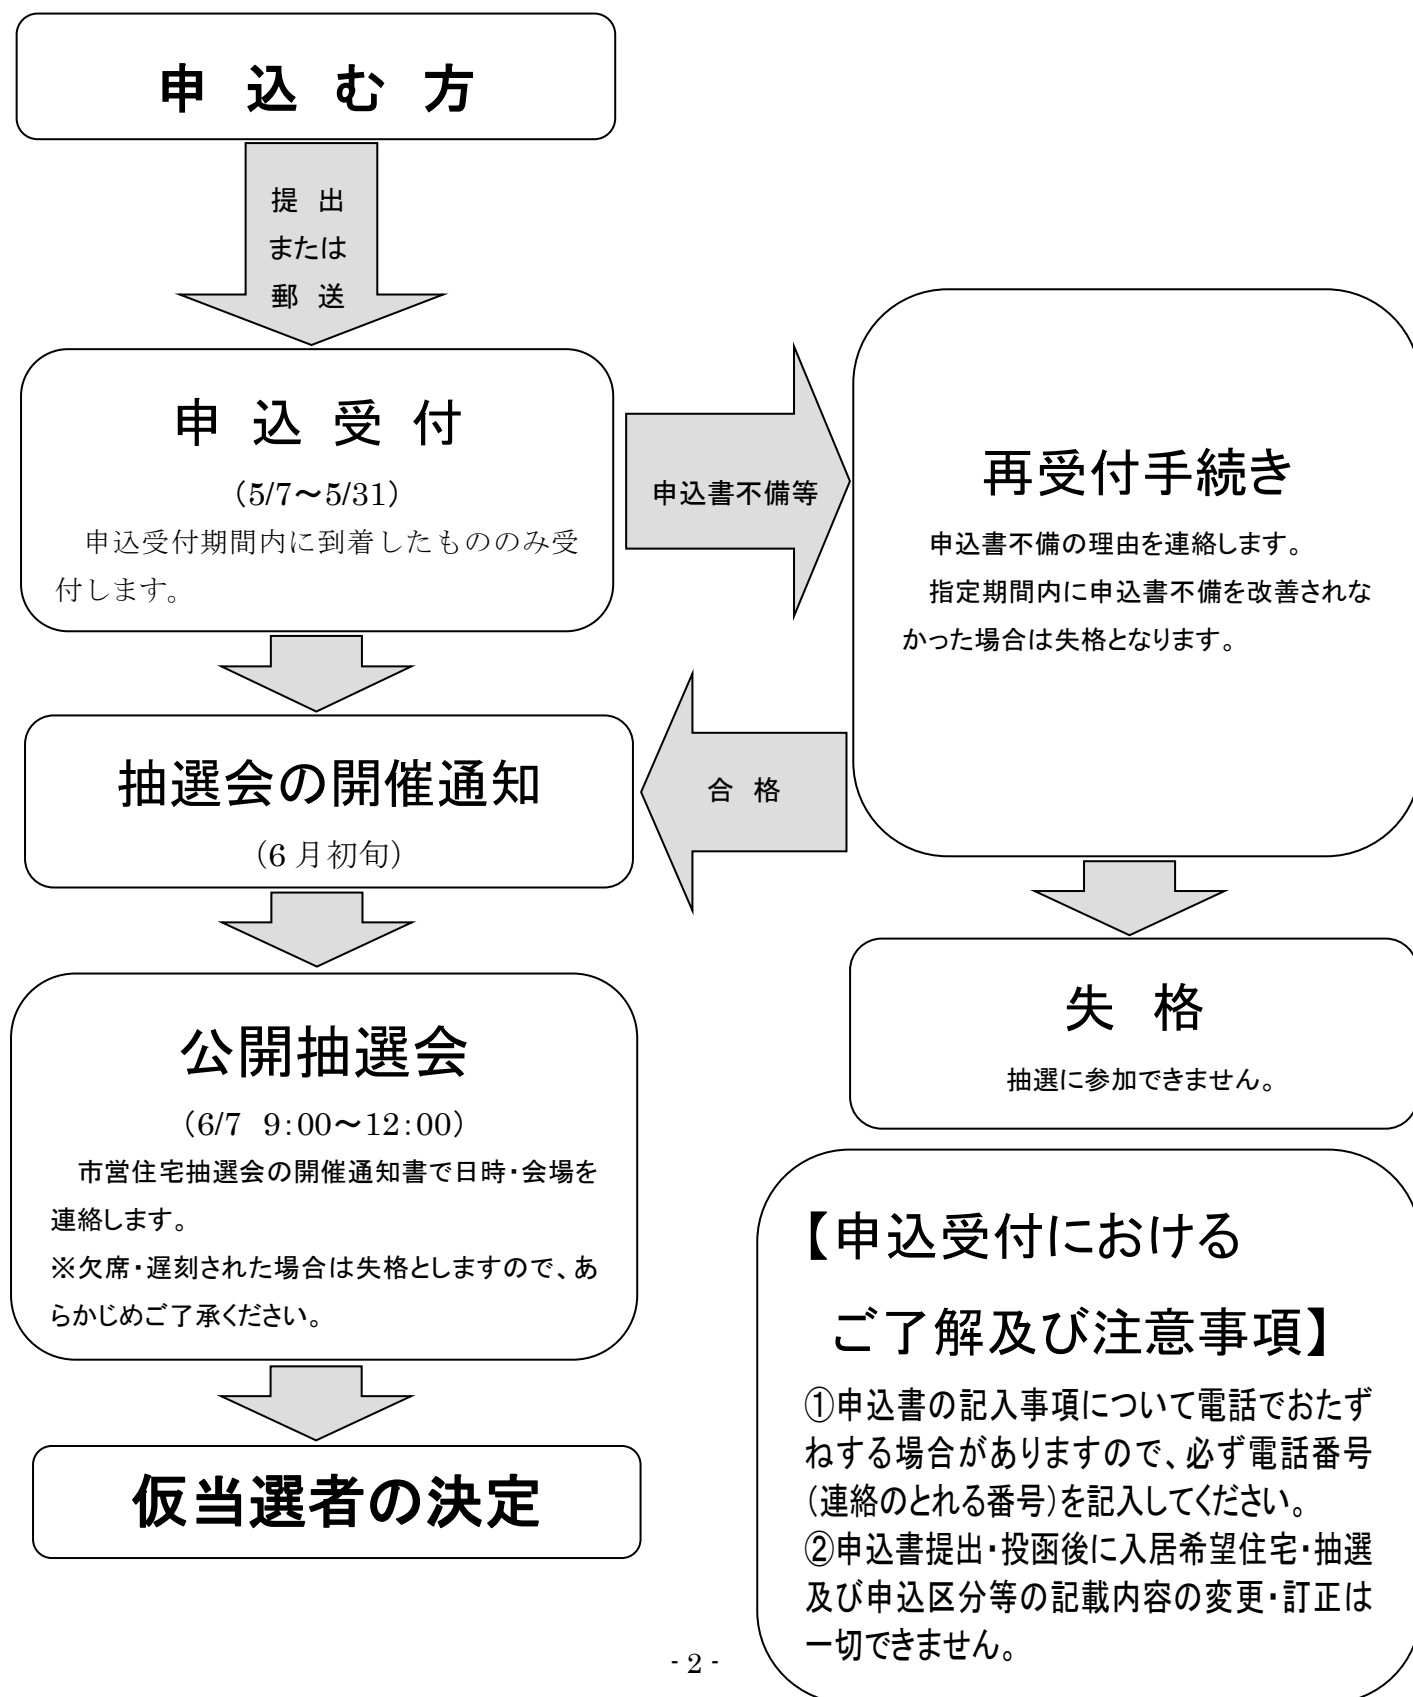 申 込 む 方
提 出
または
郵 送
申 込 受 付
（5/7～5/31）
申込受付期間内に到着したもののみ受
付します。
申込書不備等
再受付手続き
申込書不備の理由を連絡します。
指定期間内に申込書不備を改善されな
かった場合は失格となります。
抽選会の開催通知
（6 月初旬）
合 格
公開抽選会
（6/7 9：00～12：00）
市営住宅抽選会の開催通知書で日時・会場を
連絡します。
※欠席・遅刻された場合は失格としますので、あ
らかじめご了承ください。
失 格
抽選に参加できません。
仮当選者の決定
【申込受付における
ご了解及び注意事項】
①申込書の記入事項について電話でおたず
ねする場合がありますので、必ず電話番号
（連絡のとれる番号）を記入してください。
②申込書提出・投函後に入居希望住宅・抽選
及び申込区分等の記載内容の変更・訂正は
一切できません。
- 2 -